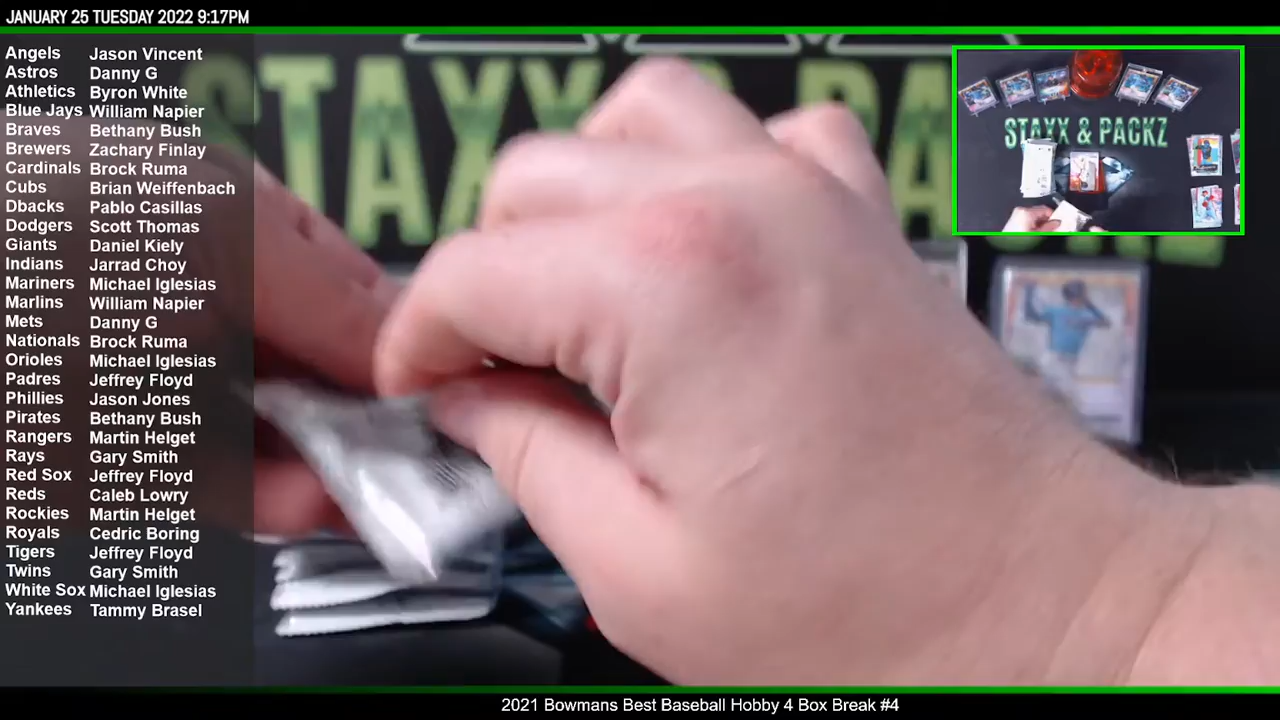 JANUARY 25 TUESDAY 2022 9:17PM
Angels Jason Vincent
Astros Danny G
Athletics Byron White
Blue Jays William Napier
Braves Bethany Bush
Brewers Zachary Finlay
Cardinals Brock Ruma
Cubs Brian Weiffenbach
Dbacks Pablo Casillas
Dodgers Scott Thomas
Giants Daniel Kiely
Indians Jarrad Choy
Mariners Michael Iglesias
Marlins William Napier
Mets Danny G
Nationals Brock Ruma
Orioles Michael Iglesias
Padres Jeffrey Floyd
Phillies Jason Jones
Pirates Bethany Bush
Rangers Martin Helget
Rays Gary Smith
Red Sox Jeffrey Floyd
Reds Caleb Lowry
Rockies Martin Helget
Royals Cedric Boring
Tigers Jeffrey Floyd
Twins Gary Smith
White Sox Michael Iglesias
Yankees Tammy Brasel
STAXX & PACKZ
STAXX & PACKZ
2021 Bowmans Best Baseball Hobby 4 Box Break #4